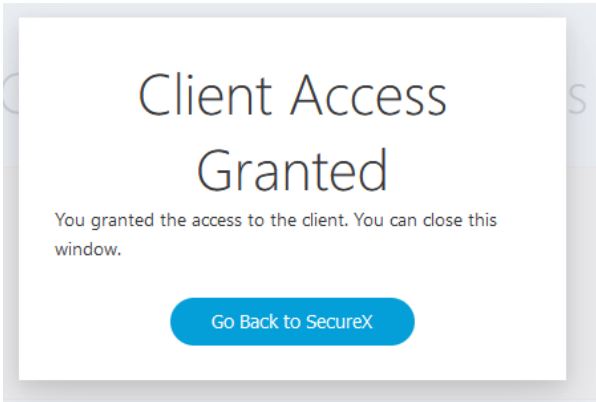 Client Access
Granted
You granted the access to the client. You can close this
window.
Go Back to SecureX